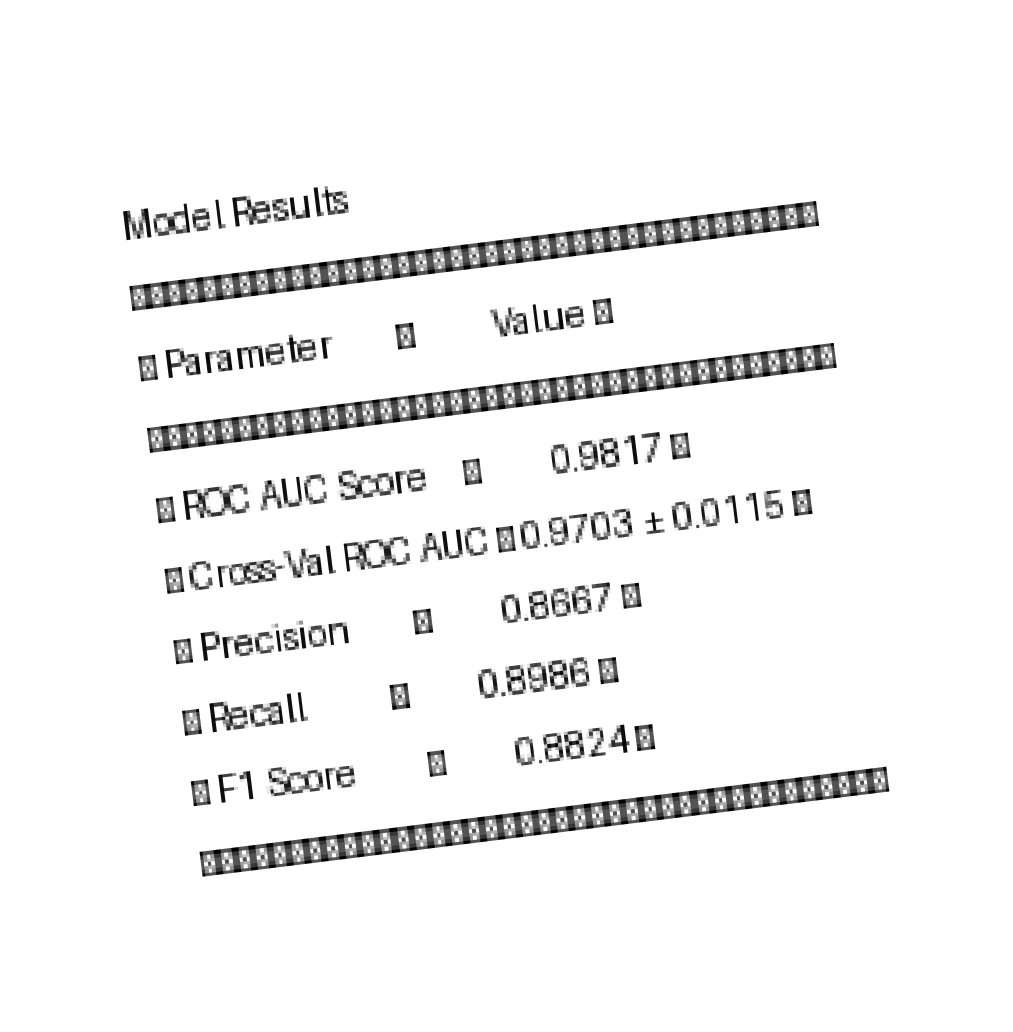 Model Results
Parameter Value
ROC AUC Score 0.9817
Cross-Val ROC AUC 0.9703 ± 0.0115
Precision 0.8667
Recall 0.8986
F1 Score 0.8824